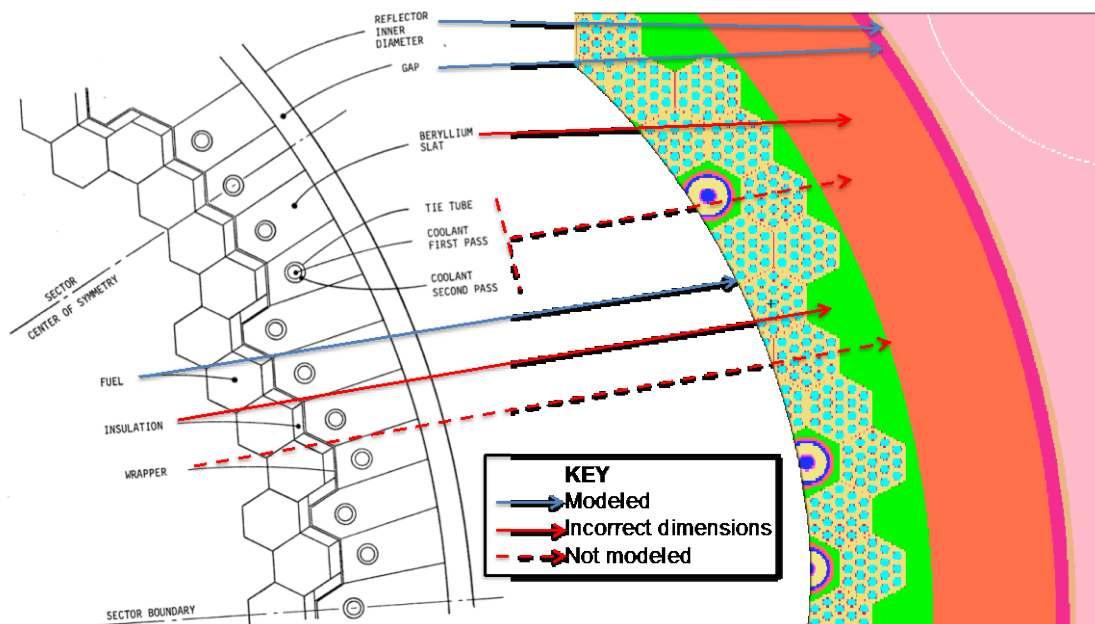 REFLECTOR
INNER
DIAMETER
GAP
BERYLLIUM
SLAT
TIE TUBE
COOLANT
FIRST PASS
COOLANT
SECOND PASS
SECTOR
CENTER OF SYMMETRY
FUEL
INSULATION
WRAPPER
SECTOR BOUNDARY
KEY
Modeled
Incorrect dimensions
Not modeled